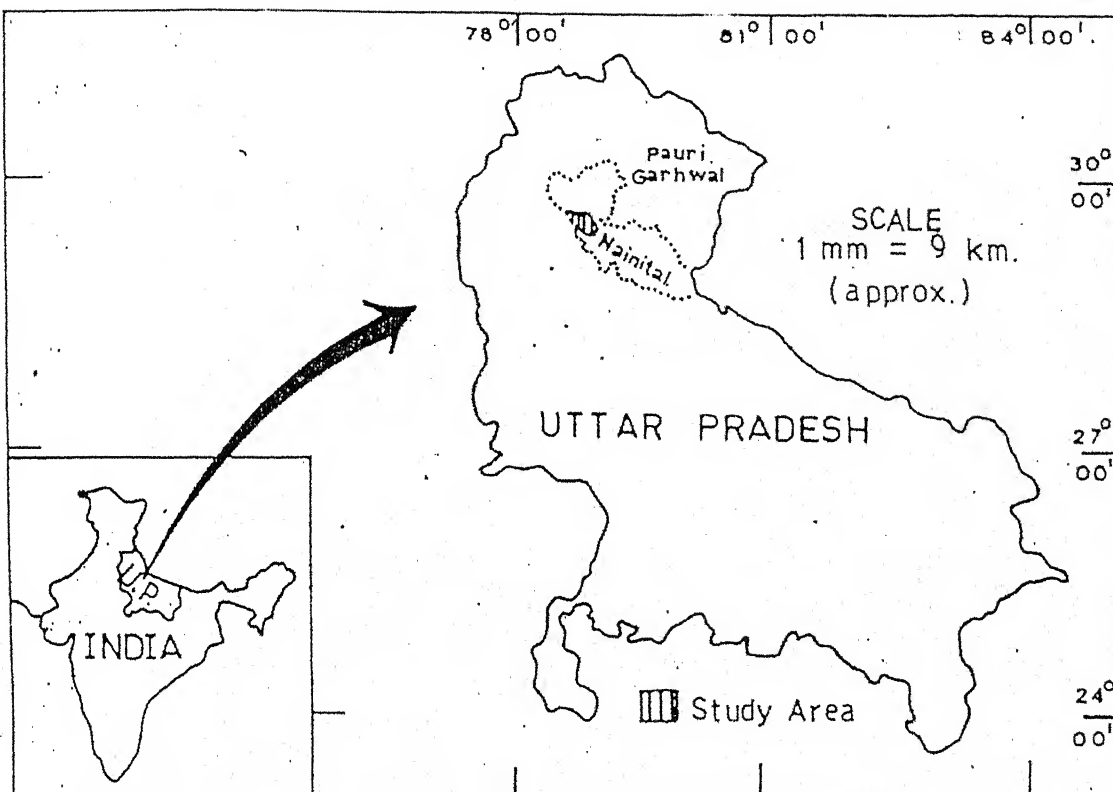 78°00' 81°00' 84°00'.
Pauri.
Garhwal
30°
00'
SCALE
1 mm = 9 km.
(approx.)
Nainital
UTTAR PRADESH
27°
00'
U
P
INDIA
Study Area
24°
00'